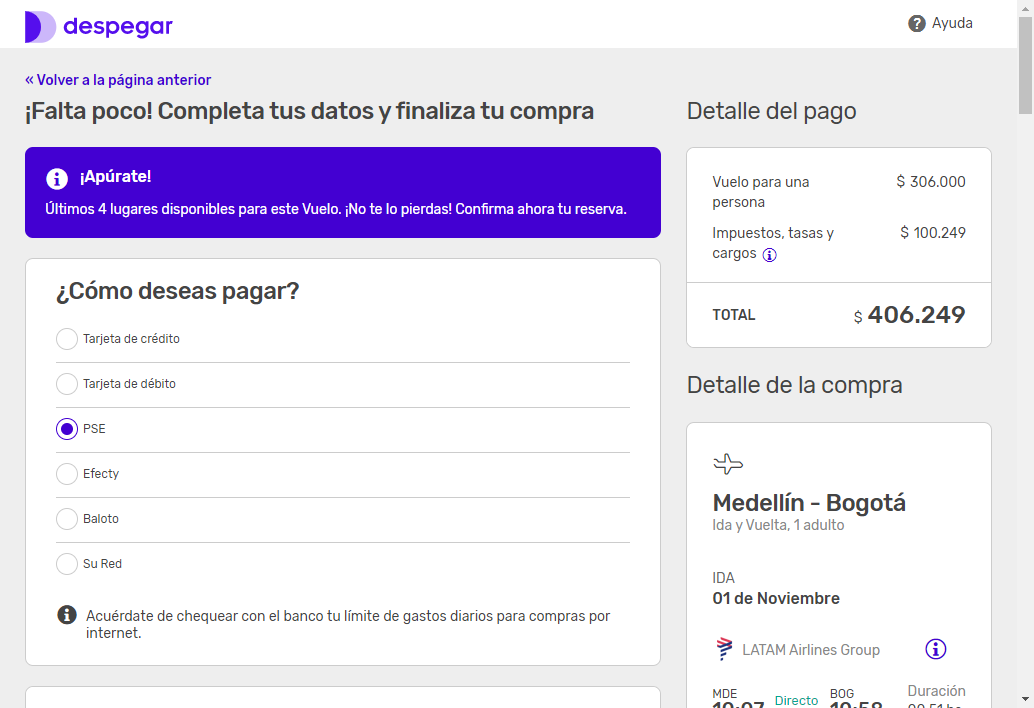 despegar
Ayuda
« Volver a la página anterior
¡Falta poco! Completa tus datos y finaliza tu compra
¡Apúrate!
Últimos 4 lugares disponibles para este Vuelo. ¡No te lo pierdas! Confirma ahora tu reserva.
¿Cómo deseas pagar?
Tarjeta de crédito
Tarjeta de débito
PSE
Efecty
Baloto
Su Red
Acuérdate de chequear con el banco tu límite de gastos diarios para compras por
internet.
Detalle del pago
Vuelo para una $ 306.000
persona
Impuestos, tasas y $ 100.249
cargos
TOTAL $ 406.249
Detalle de la compra
Medellín - Bogotá
Ida y Vuelta, 1 adulto
IDA
01 de Noviembre
LATAM Airlines Group
MDE Directo BOG Duración